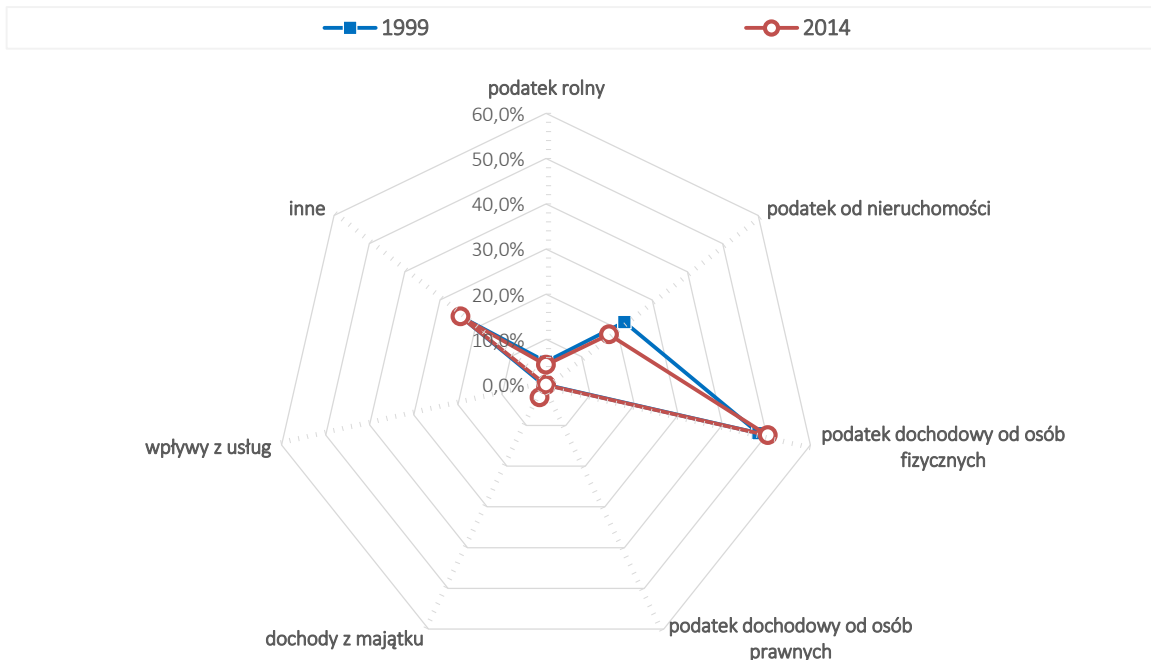 1999
2014
podatek rolny
60,0%
50,0%
40,0%
30,0%
20,0%
10,0%
0,0%
inne
podatek od nieruchomości
podatek dochodowy od osób
fizycznych
wpływy z usług
dochody z majątku
podatek dochodowy od osób
prawnych